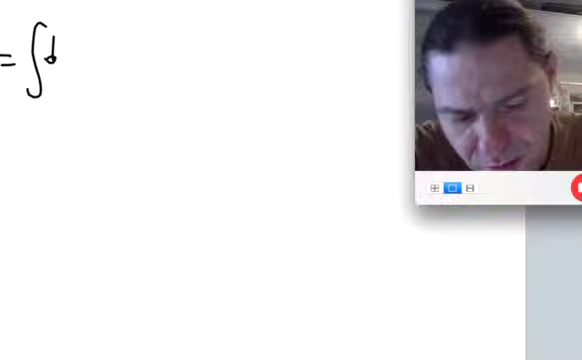 = ∫d